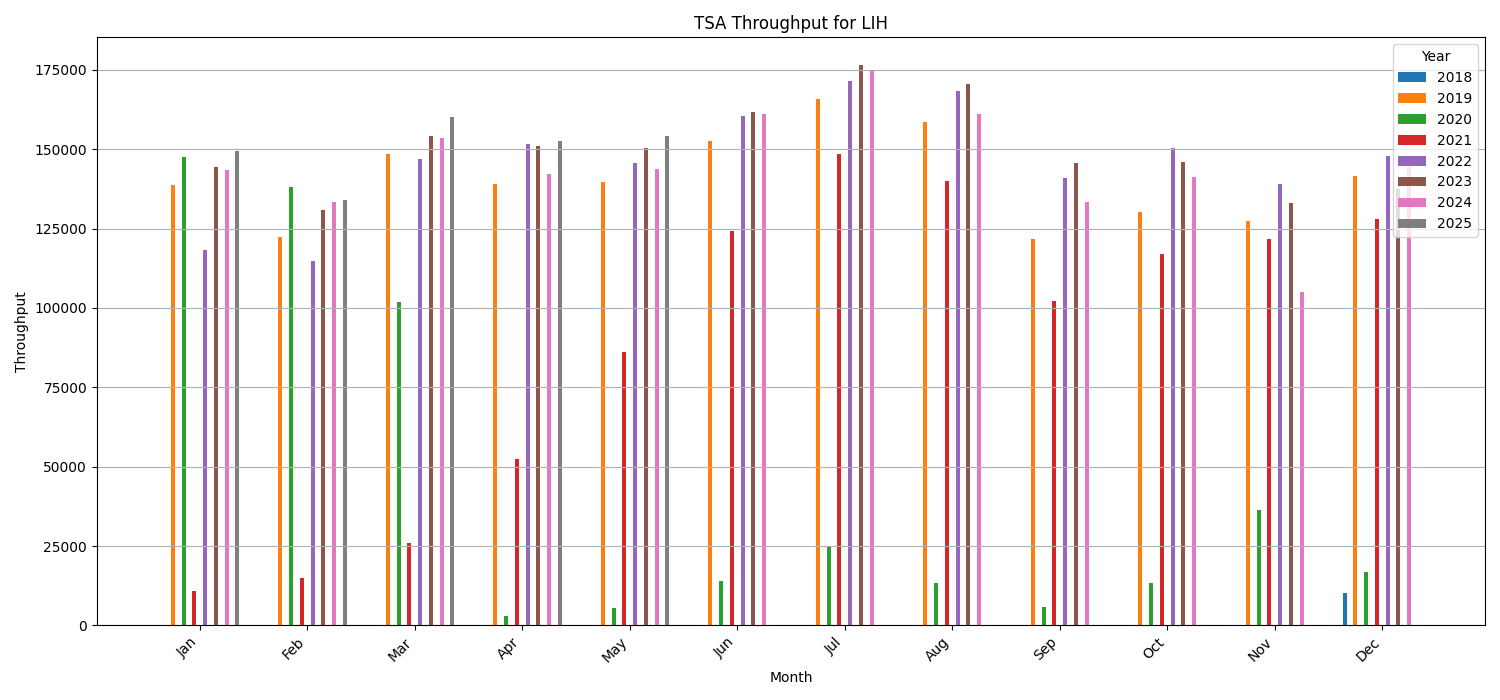 TSA Throughput for LIH
Year
2018
2019
2020
2021
2022
2023
2024
2025
Throughput
175000
150000
125000
100000
75000
50000
25000
0
Jan
Feb
Mar
Apr
May
Jun
Jul
Aug
Sep
Oct
Nov
Dec
Month